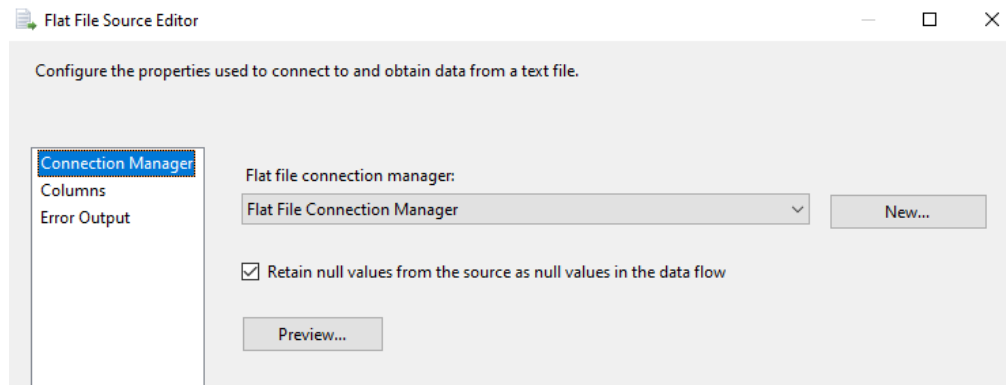 Flat File Source Editor
Configure the properties used to connect to and obtain data from a text file.
Connection Manager
Columns
Error Output
Flat file connection manager:
Flat File Connection Manager
New...
Retain null values from the source as null values in the data flow
Preview...